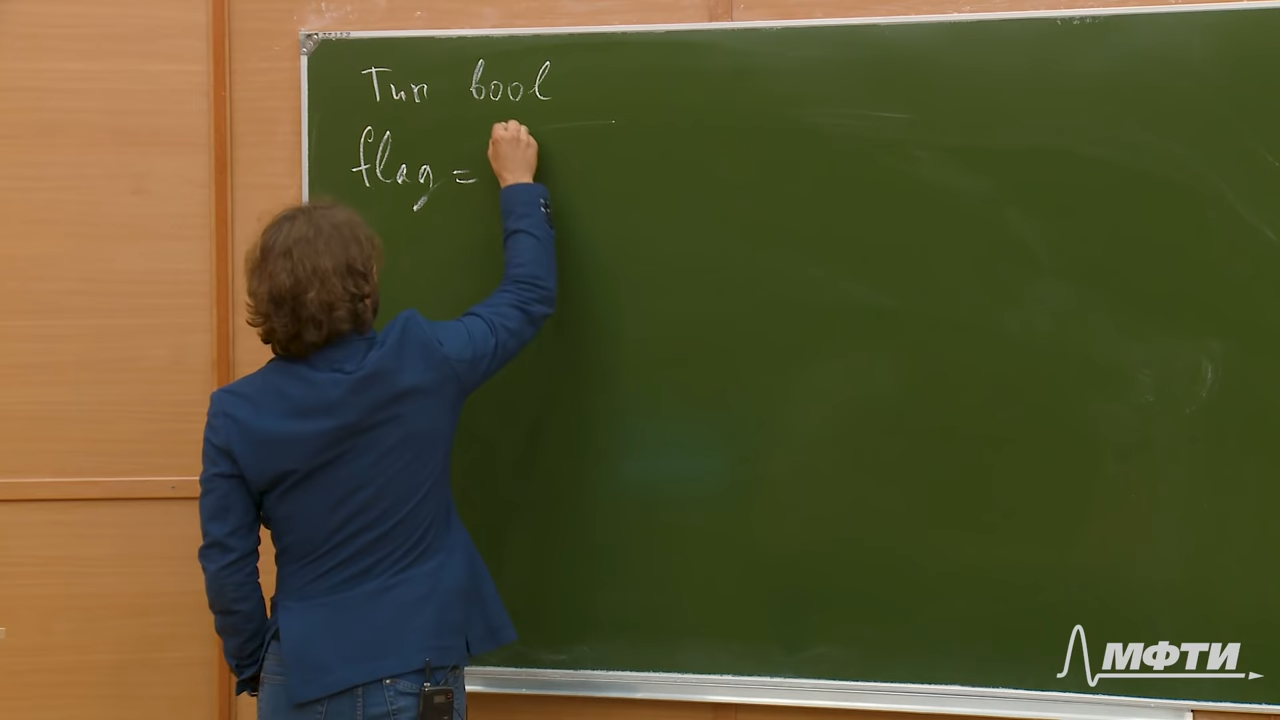 Тип bool
flag =
МФТИ